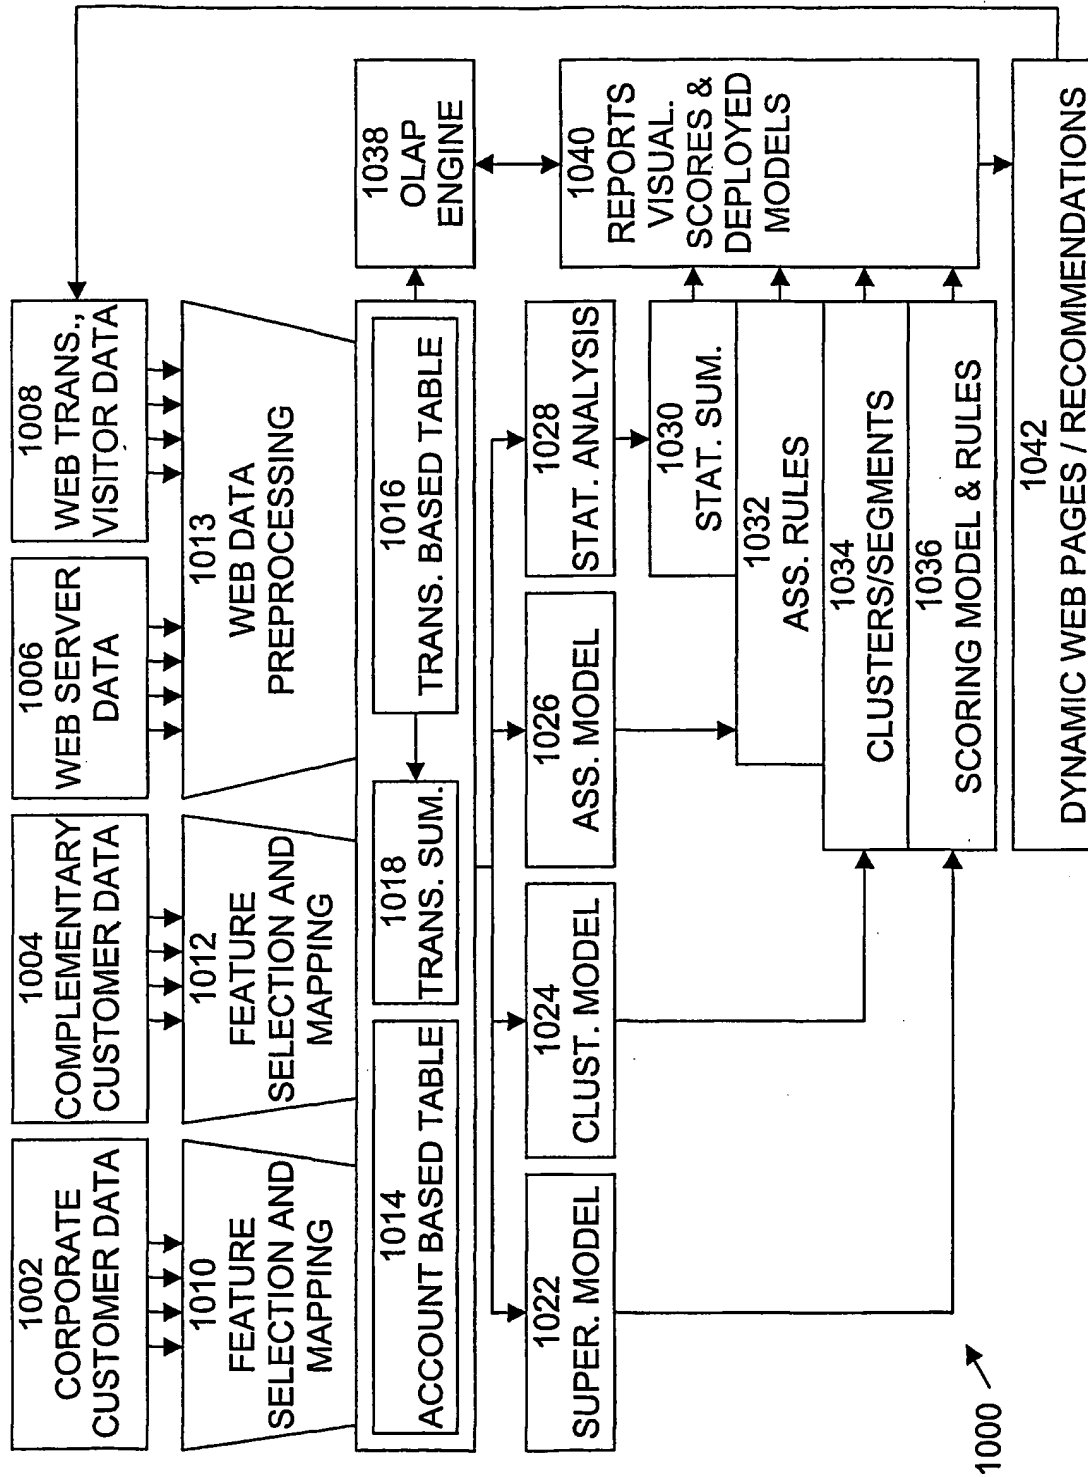 1002
CORPORATE
CUSTOMER DATA
1004
COMPLEMENTARY
CUSTOMER DATA
1006
WEB SERVER
DATA
1008
WEB TRANS.,
VISITOR DATA
1010
FEATURE
SELECTION AND
MAPPING
1012
FEATURE
SELECTION AND
MAPPING
1013
WEB DATA
PREPROCESSING
1014
ACCOUNT BASED TABLE
1018
TRANS. SUM.
1016
TRANS. BASED TABLE
1038
OLAP
ENGINE
1022
SUPER. MODEL
1024
CLUST. MODEL
1026
ASS. MODEL
1028
STAT. ANALYSIS
1030
STAT. SUM.
1032
ASS. RULES
1034
CLUSTERS/SEGMENTS
1036
SCORING MODEL & RULES
1040
REPORTS
VISUAL.
SCORES &
DEPLOYED
MODELS
1042
DYNAMIC WEB PAGES / RECOMMENDATIONS
1000